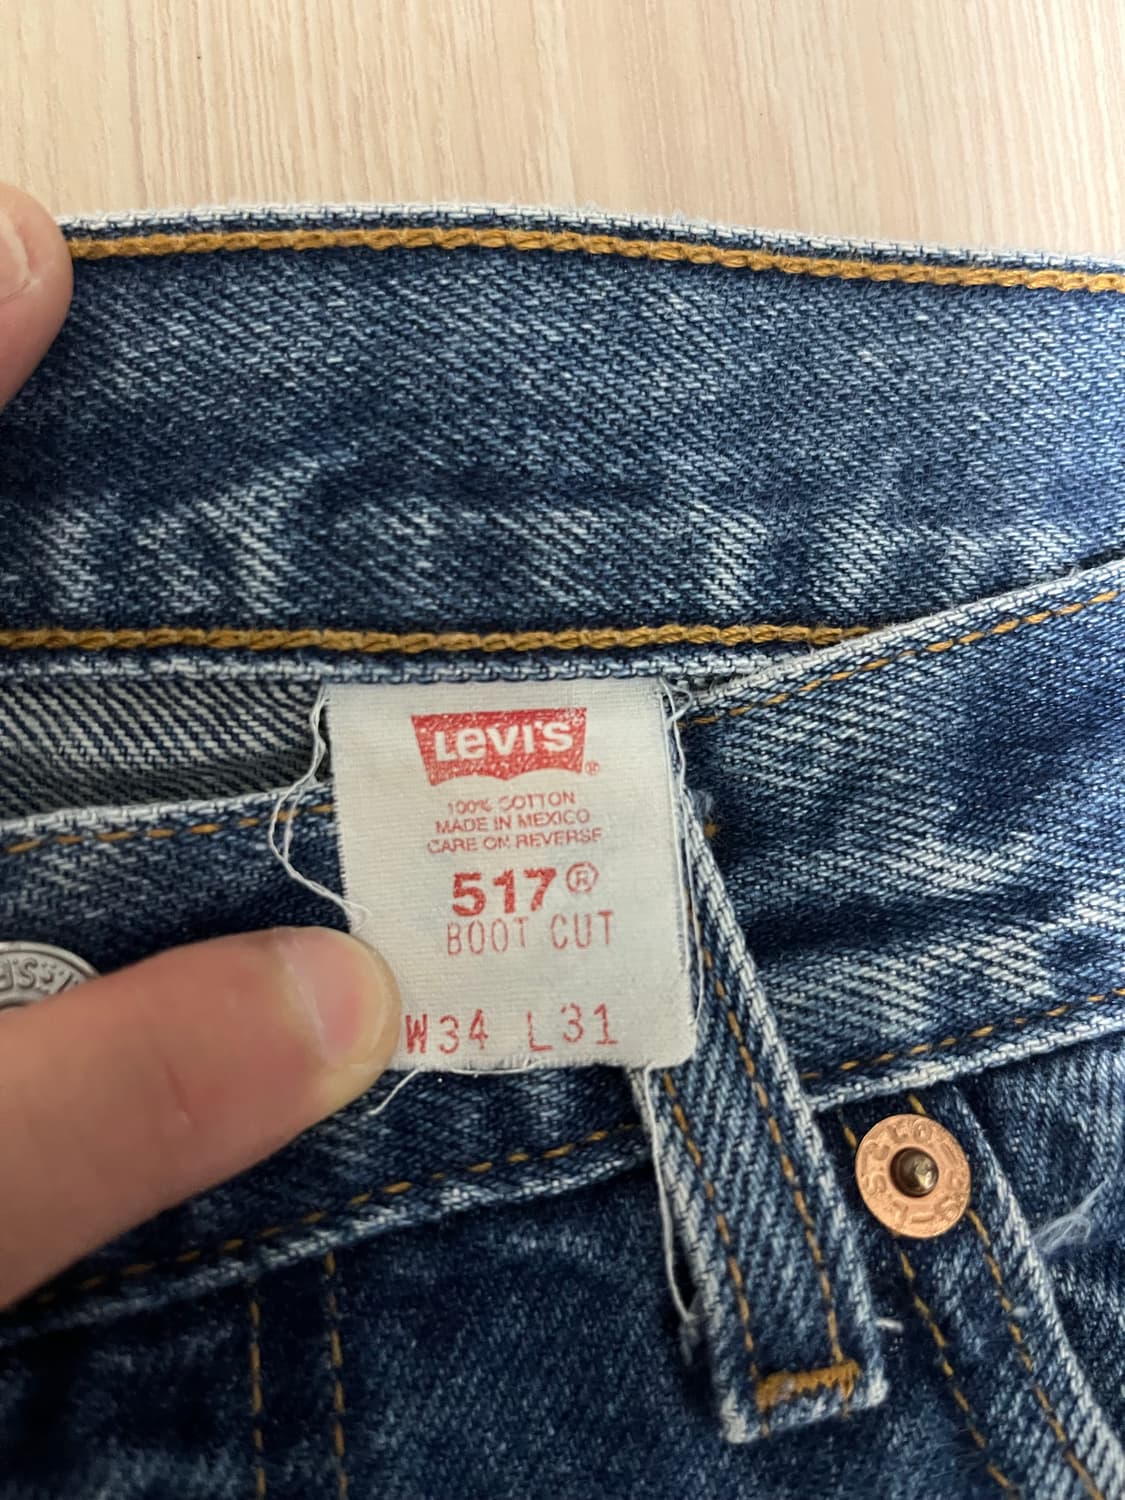 LEVI'S®
100% COTTON
MADE IN MEXICO
CARE ON REVERSE
517®
BOOT CUT
W34 L31